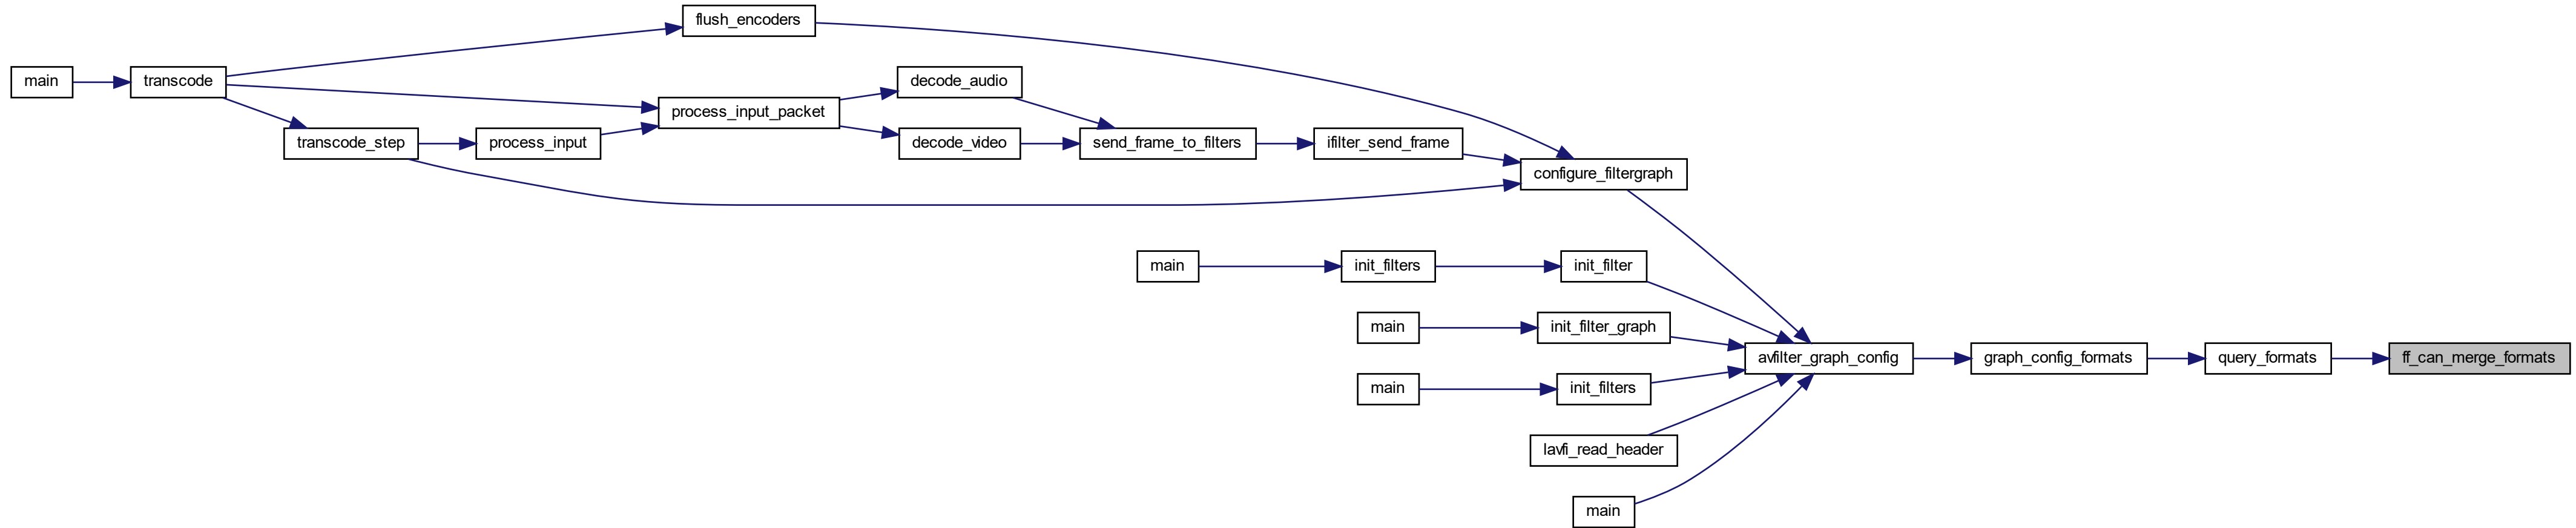 flush_encoders
main
transcode
decode_audio
process_input_packet
transcode_step
process_input
decode_video
send_frame_to_filters
ifilter_send_frame
configure_filtergraph
main
init_filters
init_filter
main
init_filter_graph
avfilter_graph_config
graph_config_formats
query_formats
ff_can_merge_formats
main
init_filters
lavfi_read_header
main